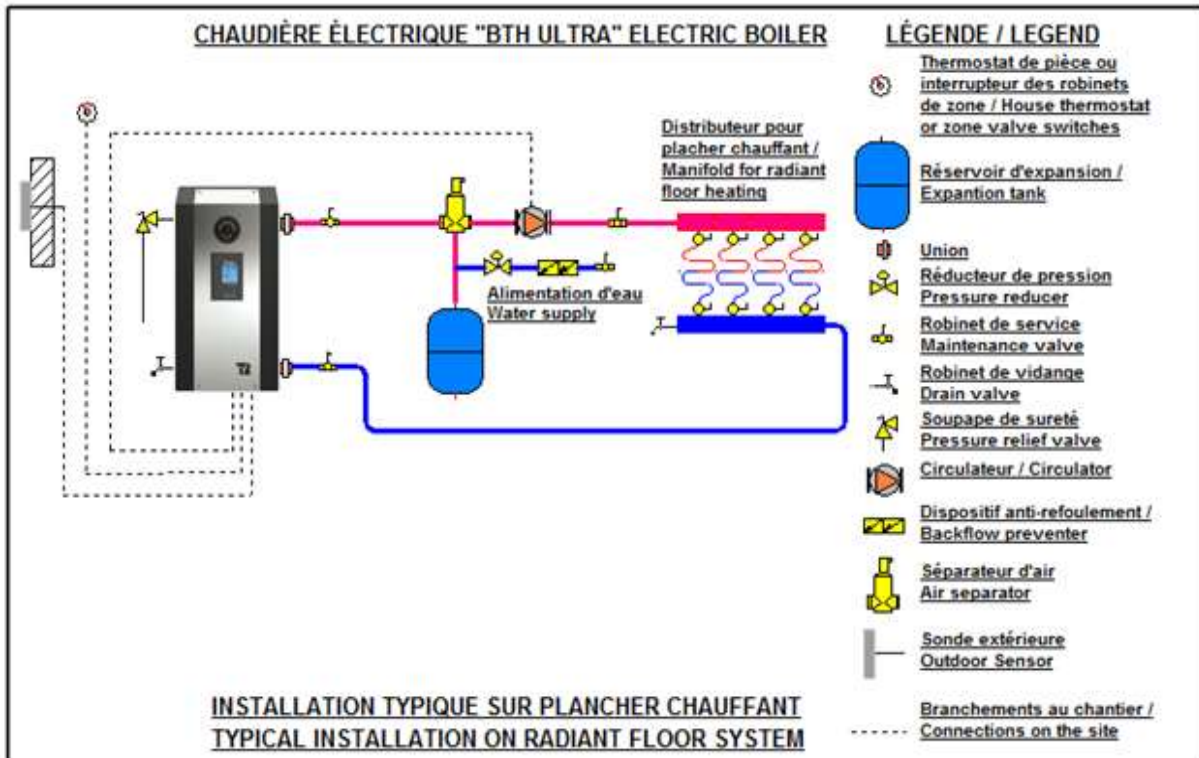 CHAUDIÈRE ÉLECTRIQUE "BTH ULTRA" ELECTRIC BOILER
Distributeur pour
placher chauffant /
Manifold for radiant
floor heating
Alimentation d'eau
Water supply
T2
INSTALLATION TYPIQUE SUR PLANCHER CHAUFFANT
TYPICAL INSTALLATION ON RADIANT FLOOR SYSTEM
LÉGENDE / LEGEND
Thermostat de pièce ou
interrupteur des robinets
de zone / House thermostat
or zone valve switches
Réservoir d'expansion /
Expantion tank
Union
Réducteur de pression
Pressure reducer
Robinet de service
Maintenance valve
Robinet de vidange
Drain valve
Soupape de sureté
Pressure relief valve
Circulateur / Circulator
Dispositif anti-refoulement /
Backflow preventer
Séparateur d'air
Air separator
Sonde extérieure
Outdoor Sensor
Branchements au chantier /
Connections on the site